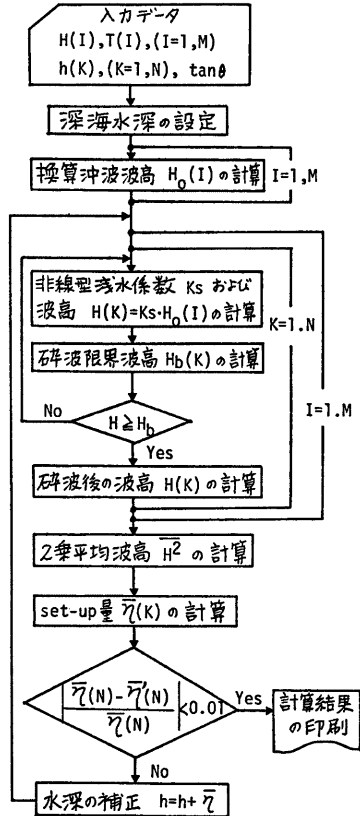 入力データ
H(I),T(I),(I=1,M)
h(K),(K=1,N), tanθ
深海水深の設定
換算沖波波高 H₀(I)の計算
I=1,M
非線型浅水係数 Ks および
波高 H(K)=Ks·H₀(I)の計算
K=1.N
砕波限界波高 Hb(K)の計算
No
H≧Hb
I=1.M
Yes
砕波後の波高 H(K)の計算
2乗平均波高 H̅²̅ の計算
set-up量 η̅(K)の計算
|(η̅(N)-η̅'(N))/η̅(N)|<0.01
Yes
計算結果
の印刷
No
水深の補正 h=h+η̅